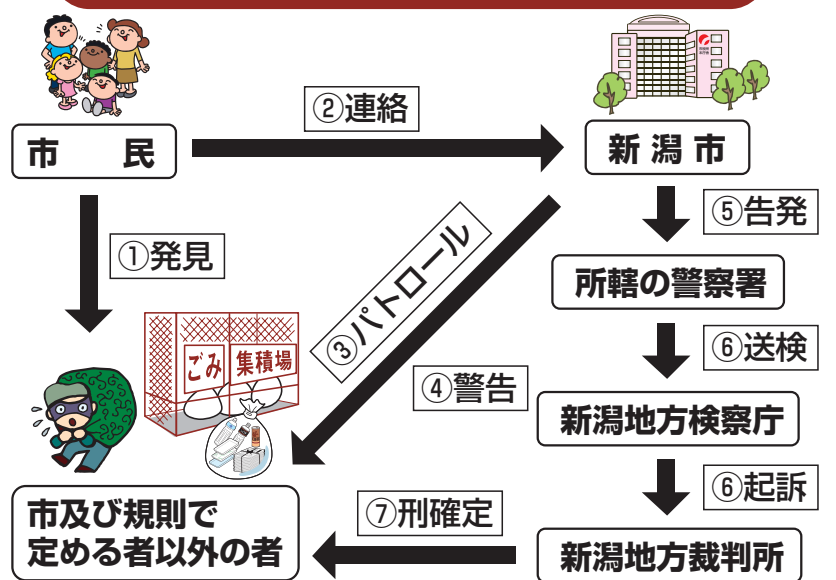 ②連絡
市　民
新潟市
①発見
③パトロール
⑤告発
所轄の警察署
ごみ 集積場
④警告
⑥送検
新潟地方検察庁
⑥起訴
市及び規則で
定める者以外の者
⑦刑確定
新潟地方裁判所